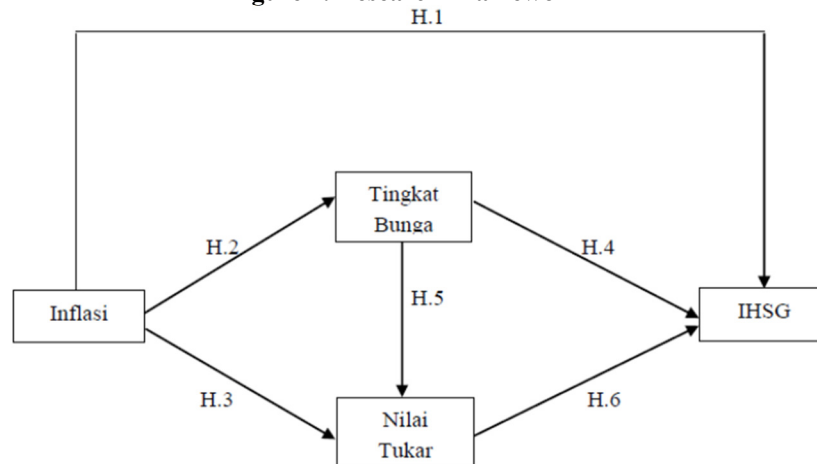 H.1
Tingkat
Bunga
H.2
H.4
Inflasi
H.5
IHSG
H.3
H.6
Nilai
Tukar